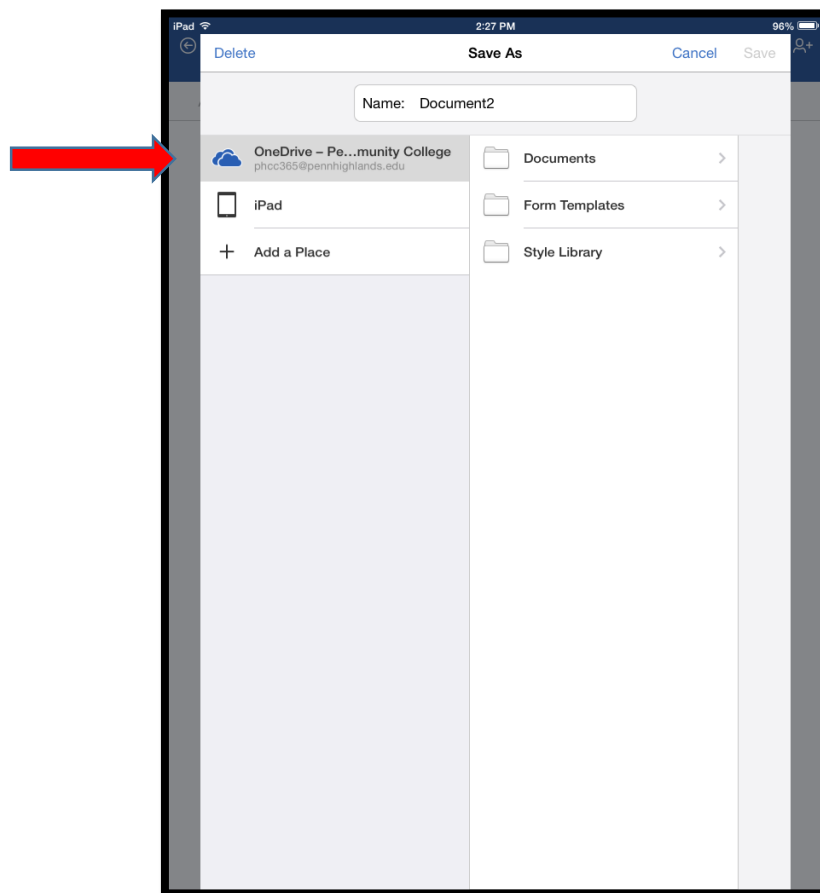 iPad 2:27 PM 96%
Delete Save As Cancel Save
Name: Document2
OneDrive – Pe...munity College
phcc365@pennhighlands.edu
iPad
Add a Place
Documents
Form Templates
Style Library